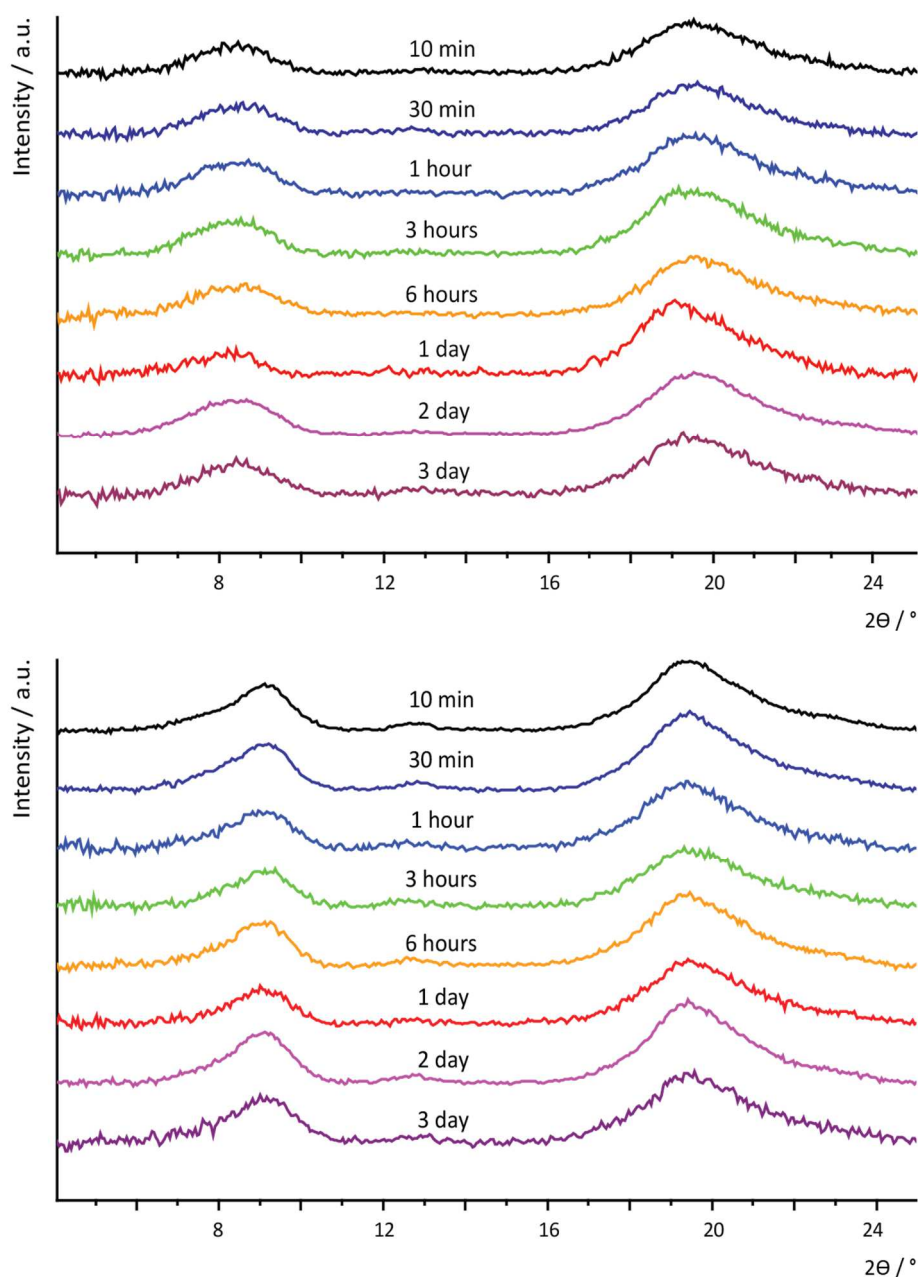 Intensity / a.u.
10 min
30 min
1 hour
3 hours
6 hours
1 day
2 day
3 day
8 12 16 20 24
2Θ / °
Intensity / a.u.
10 min
30 min
1 hour
3 hours
6 hours
1 day
2 day
3 day
8 12 16 20 24
2Θ / °